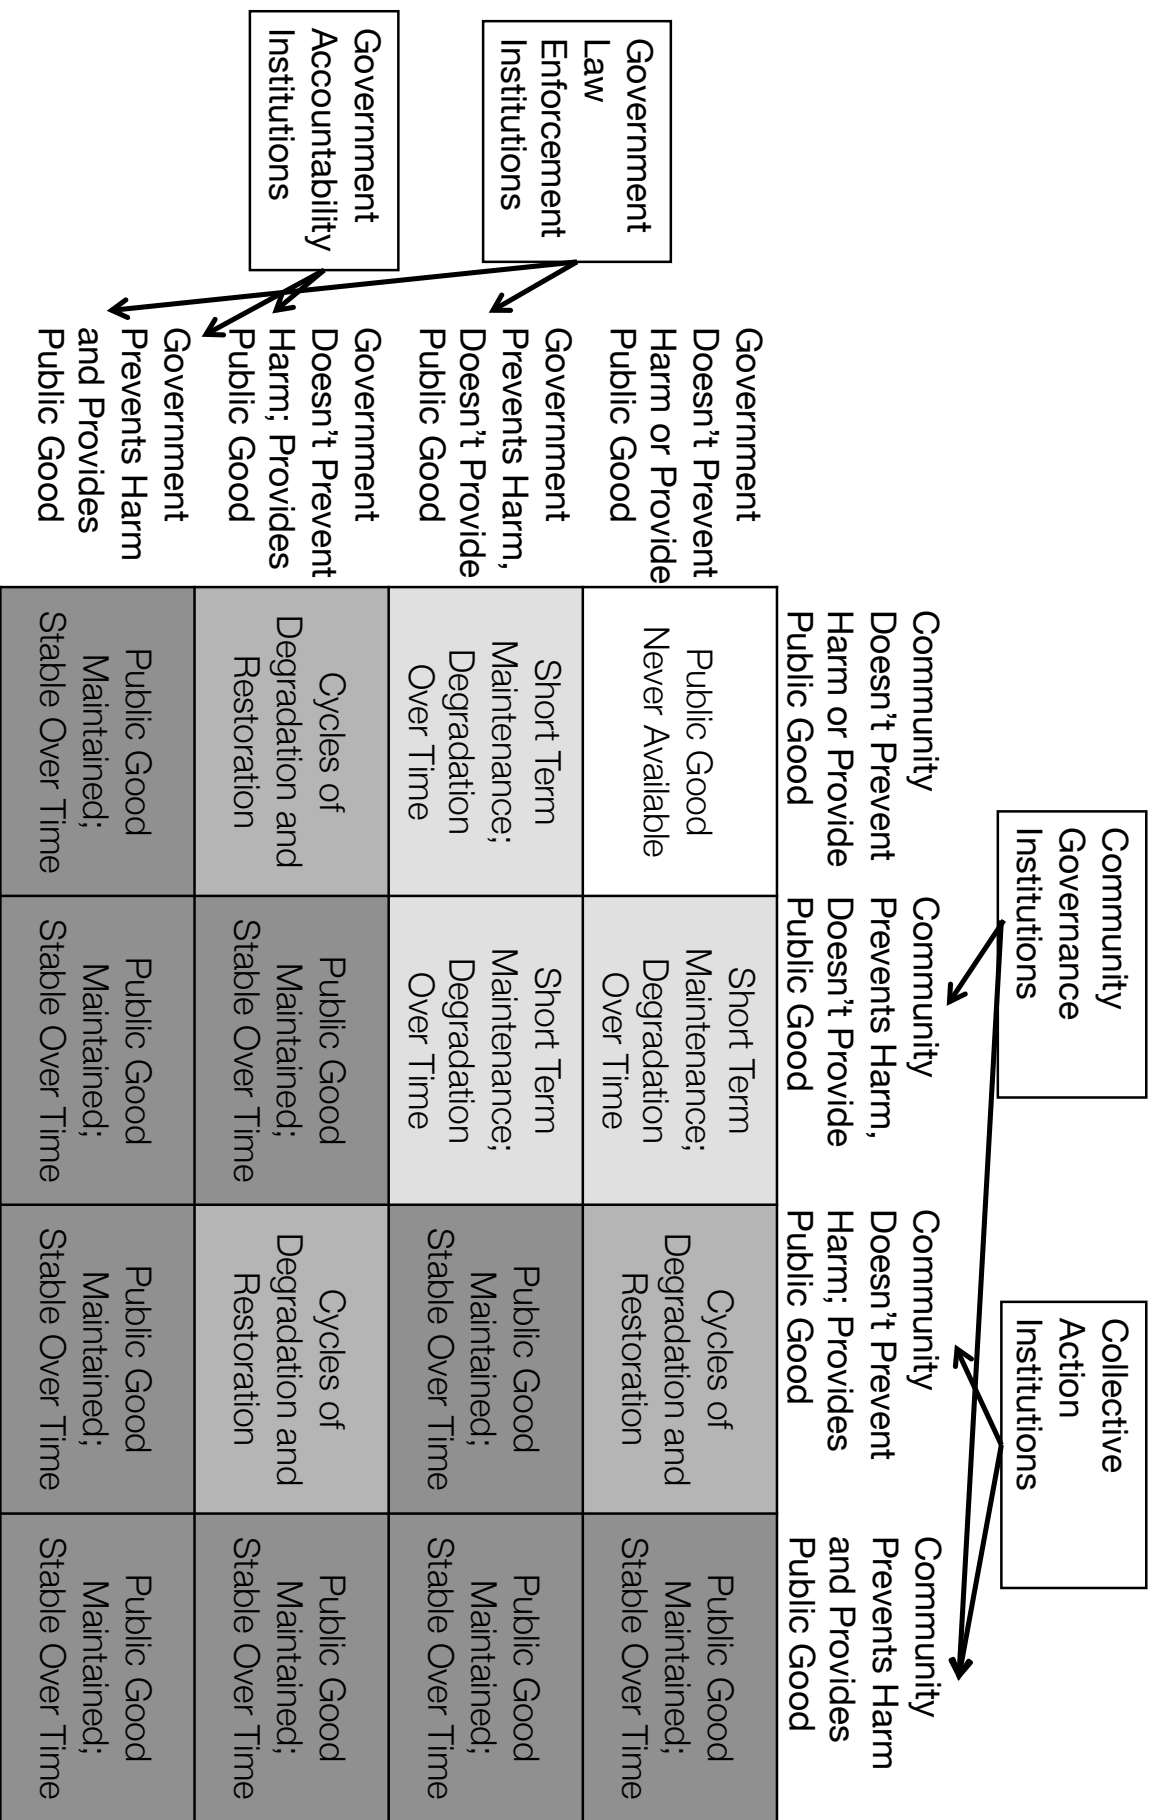 Community
Governance
Institutions
Collective
Action
Institutions
Community
Doesn't Prevent
Harm or Provide
Public Good
Community
Prevents Harm,
Doesn't Provide
Public Good
Community
Doesn't Prevent
Harm; Provides
Public Good
Community
Prevents Harm
and Provides
Public Good
Government
Law
Enforcement
Institutions
Government
Accountability
Institutions
Government
Doesn't Prevent
Harm or Provide
Public Good
Public Good
Never Available
Short Term
Maintenance;
Degradation
Over Time
Cycles of
Degradation and
Restoration
Public Good
Maintained;
Stable Over Time
Government
Prevents Harm,
Doesn't Provide
Public Good
Short Term
Maintenance;
Degradation
Over Time
Short Term
Maintenance;
Degradation
Over Time
Public Good
Maintained;
Stable Over Time
Public Good
Maintained;
Stable Over Time
Government
Doesn't Prevent
Harm; Provides
Public Good
Cycles of
Degradation and
Restoration
Public Good
Maintained;
Stable Over Time
Cycles of
Degradation and
Restoration
Public Good
Maintained;
Stable Over Time
Government
Prevents Harm
and Provides
Public Good
Public Good
Maintained;
Stable Over Time
Public Good
Maintained;
Stable Over Time
Public Good
Maintained;
Stable Over Time
Public Good
Maintained;
Stable Over Time